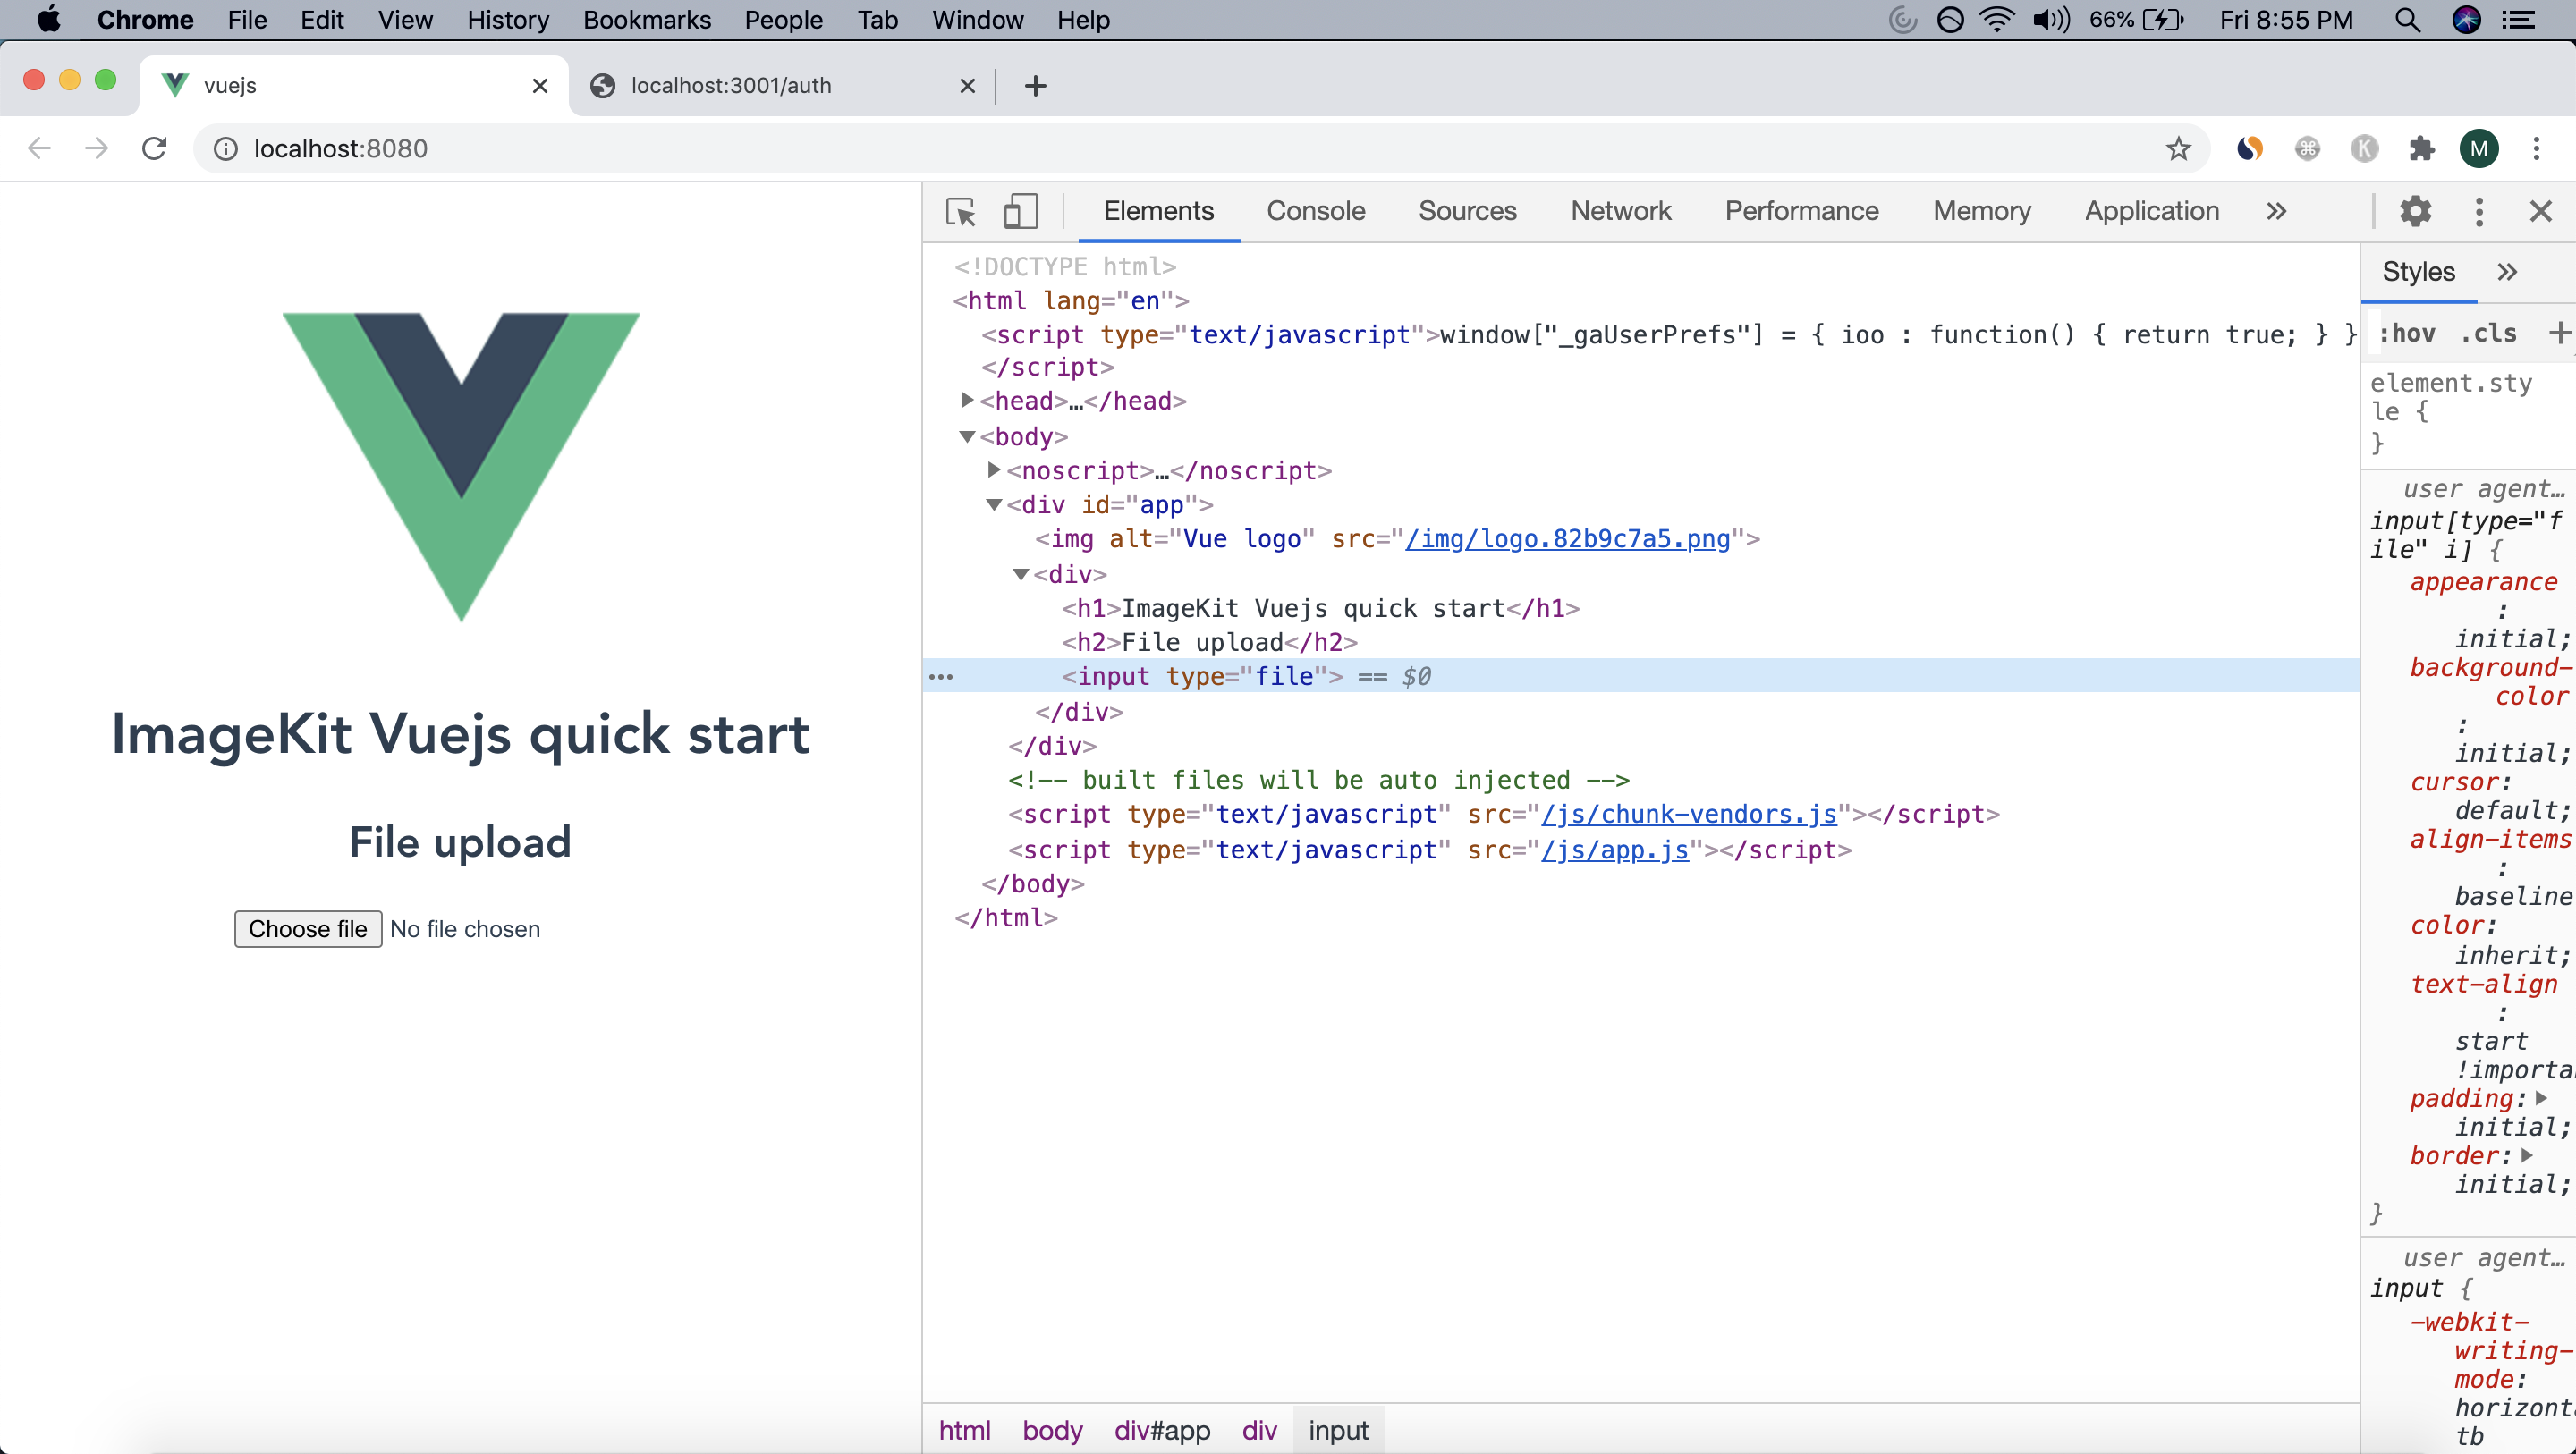 Chrome File Edit View History Bookmarks People Tab Window Help 66% Fri 8:55 PM
vuejs localhost:3001/auth
localhost:8080 K M
Elements Console Sources Network Performance Memory Application »
ImageKit Vuejs quick start
File upload
Choose file No file chosen
<!DOCTYPE html>
<html lang="en">
<script type="text/javascript">window["_gaUserPrefs"] = { ioo : function() { return true; } }
</script>
<head>…</head>
<body>
<noscript>…</noscript>
<div id="app">
<img alt="Vue logo" src="/img/logo.82b9c7a5.png">
<div>
<h1>ImageKit Vuejs quick start</h1>
<h2>File upload</h2>
<input type="file"> == $0
</div>
</div>
<!-- built files will be auto injected -->
<script type="text/javascript" src="/js/chunk-vendors.js"></script>
<script type="text/javascript" src="/js/app.js"></script>
</body>
</html>
html body div#app div input
Styles »
:hov .cls +
element.sty
le {
}
user agent…
input[type="f
ile" i] {
appearance
:
initial;
background-
color
:
initial;
cursor:
default;
align-items
:
baseline
color:
inherit;
text-align
:
start
!importa
padding:
initial;
border:
initial;
}
user agent…
input {
-webkit-
writing-
mode:
horizont
tb